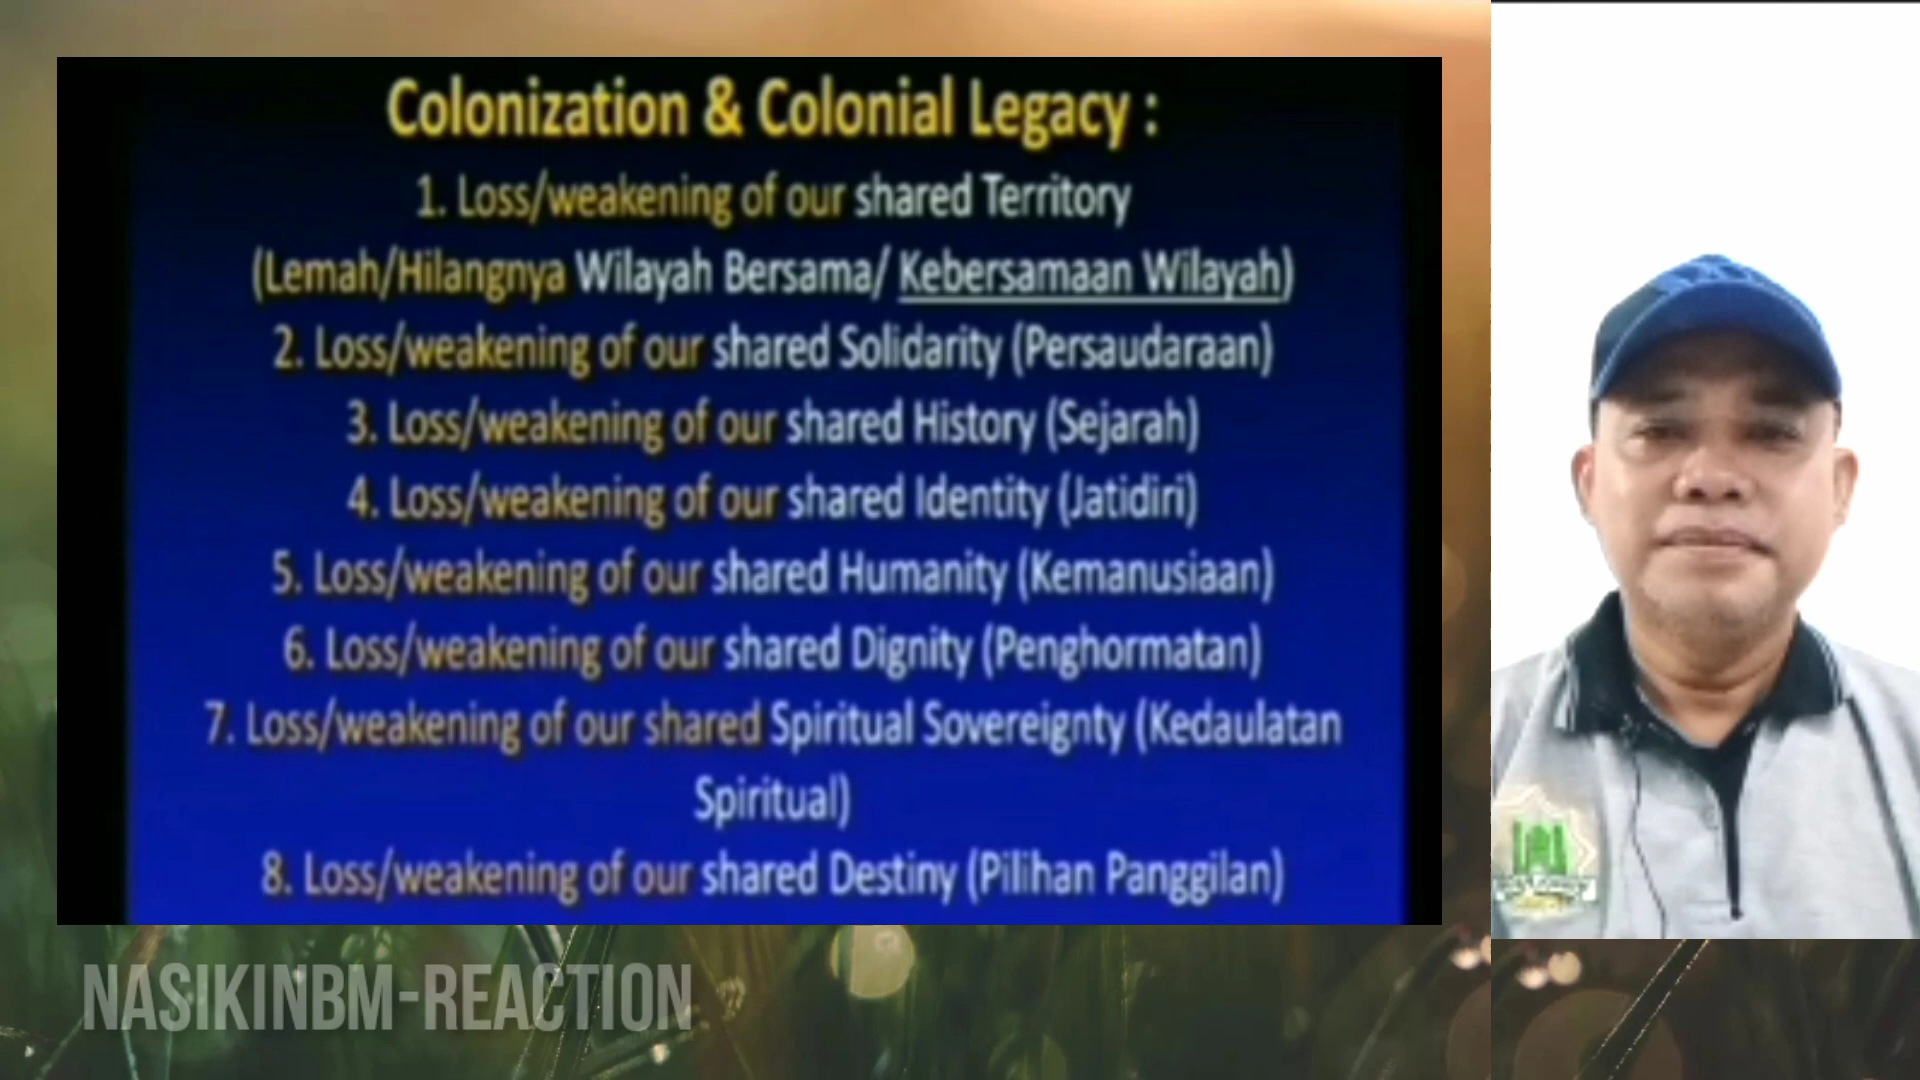 Colonization & Colonial Legacy :
1. Loss/weakening of our shared Territory
(Lemah/Hilangnya Wilayah Bersama/ Kebersamaan Wilayah)
2. Loss/weakening of our shared Solidarity (Persaudaraan)
3. Loss/weakening of our shared History (Sejarah)
4. Loss/weakening of our shared Identity (Jatidiri)
5. Loss/weakening of our shared Humanity (Kemanusiaan)
6. Loss/weakening of our shared Dignity (Penghormatan)
7. Loss/weakening of our shared Spiritual Sovereignty (Kedaulatan
Spiritual)
8. Loss/weakening of our shared Destiny (Pilihan Panggilan)
NASIKINBM-REACTION